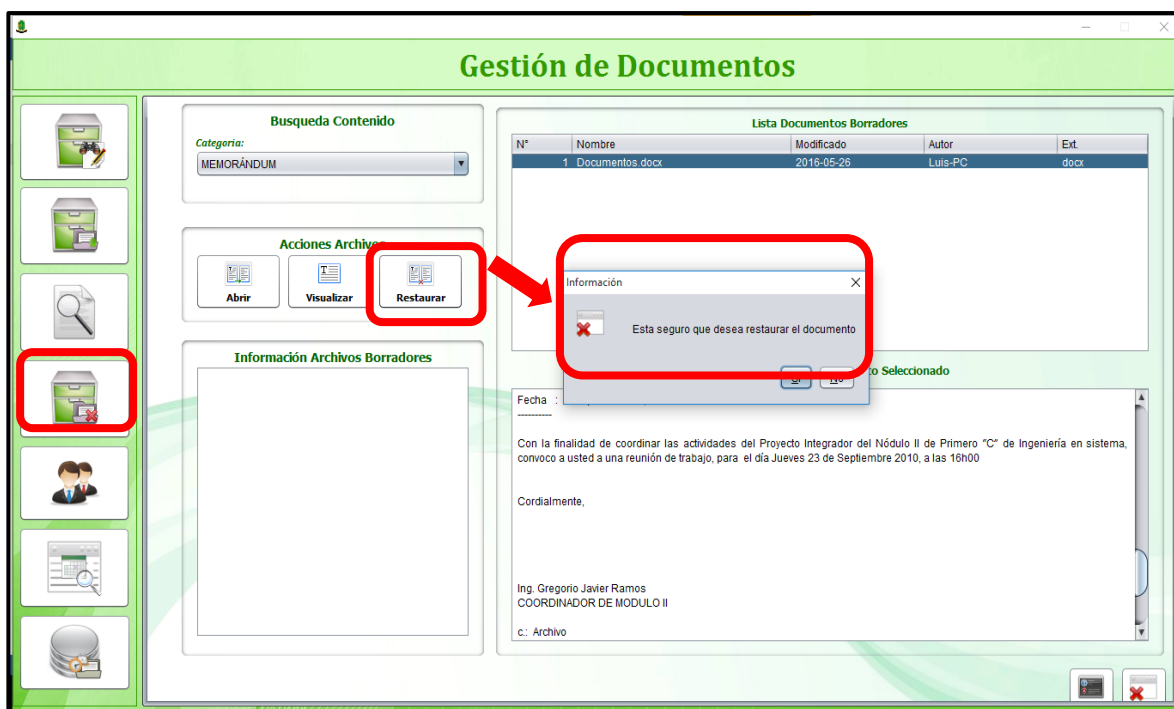 Gestión de Documentos
Busqueda Contenido
Categoria:
MEMORÁNDUM
Acciones Archivos
Abrir
Visualizar
Restaurar
Información Archivos Borradores
Lista Documentos Borradores
N° Nombre Modificado Autor Ext.
1 Documentos.docx 2016-05-26 Luis-PC docx
Información
Esta seguro que desea restaurar el documento
Seleccionado
Fecha :
----------
Con la finalidad de coordinar las actividades del Proyecto Integrador del Nódulo II de Primero "C" de Ingeniería en sistema,
convoco a usted a una reunión de trabajo, para el día Jueves 23 de Septiembre 2010, a las 16h00
Cordialmente,
Ing. Gregorio Javier Ramos
COORDINADOR DE MODULO II
c.: Archivo